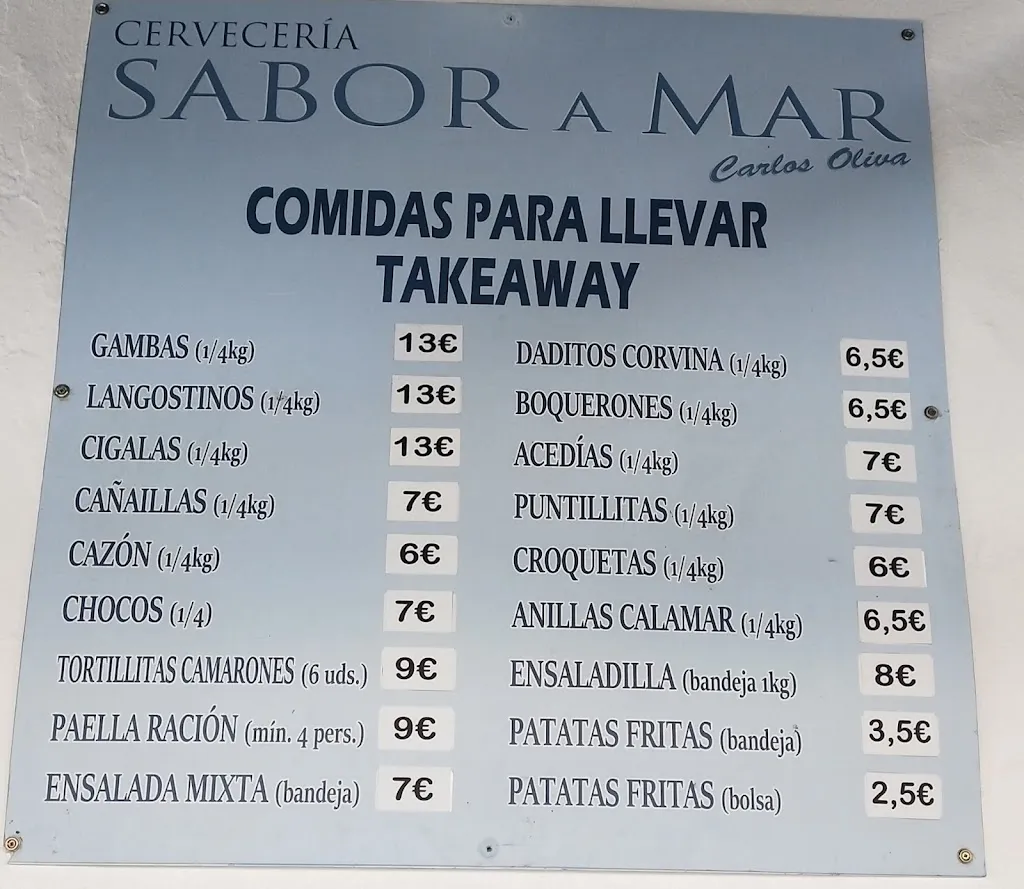 CERVECERÍA
SABOR A MAR
Carlos Oliva
COMIDAS PARA LLEVAR
TAKEAWAY
GAMBAS (1/4kg) 13€
LANGOSTINOS (1/4kg) 13€
CIGALAS (1/4kg) 13€
CAÑAILLAS (1/4kg) 7€
CAZÓN (1/4kg) 6€
CHOCOS (1/4) 7€
TORTILLITAS CAMARONES (6 uds.) 9€
PAELLA RACIÓN (mín. 4 pers.) 9€
ENSALADA MIXTA (bandeja) 7€
DADITOS CORVINA (1/4kg) 6,5€
BOQUERONES (1/4kg) 6,5€
ACEDÍAS (1/4kg) 7€
PUNTILLITAS (1/4kg) 7€
CROQUETAS (1/4kg) 6€
ANILLAS CALAMAR (1/4kg) 6,5€
ENSALADILLA (bandeja 1kg) 8€
PATATAS FRITAS (bandeja) 3,5€
PATATAS FRITAS (bolsa) 2,5€